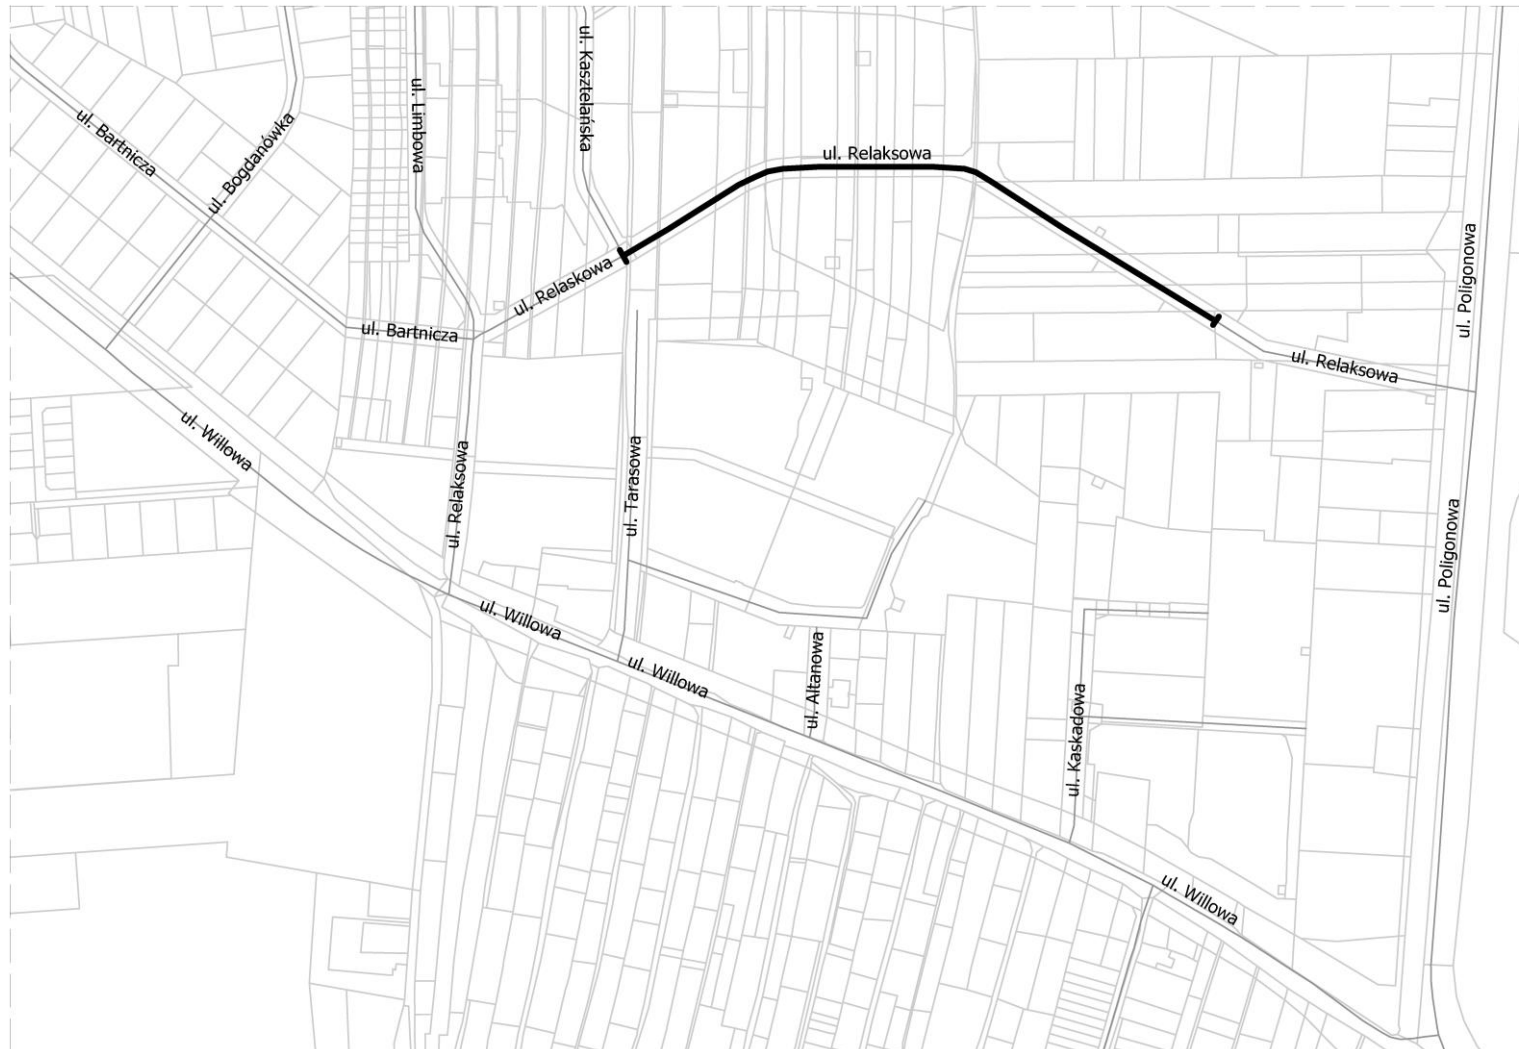 ul. Kasztelańska
ul. Limbowa
ul. Bartnicza
ul. Bogdanówka
ul. Relaksowa
ul. Poligonowa
ul. Relaskowa
ul. Bartnicza
ul. Relaksowa
ul. Willowa
ul. Relaksowa
ul. Tarasowa
ul. Poligonowa
ul. Willowa
ul. Willowa
ul. Altanowa
ul. Kaskadowa
ul. Willowa